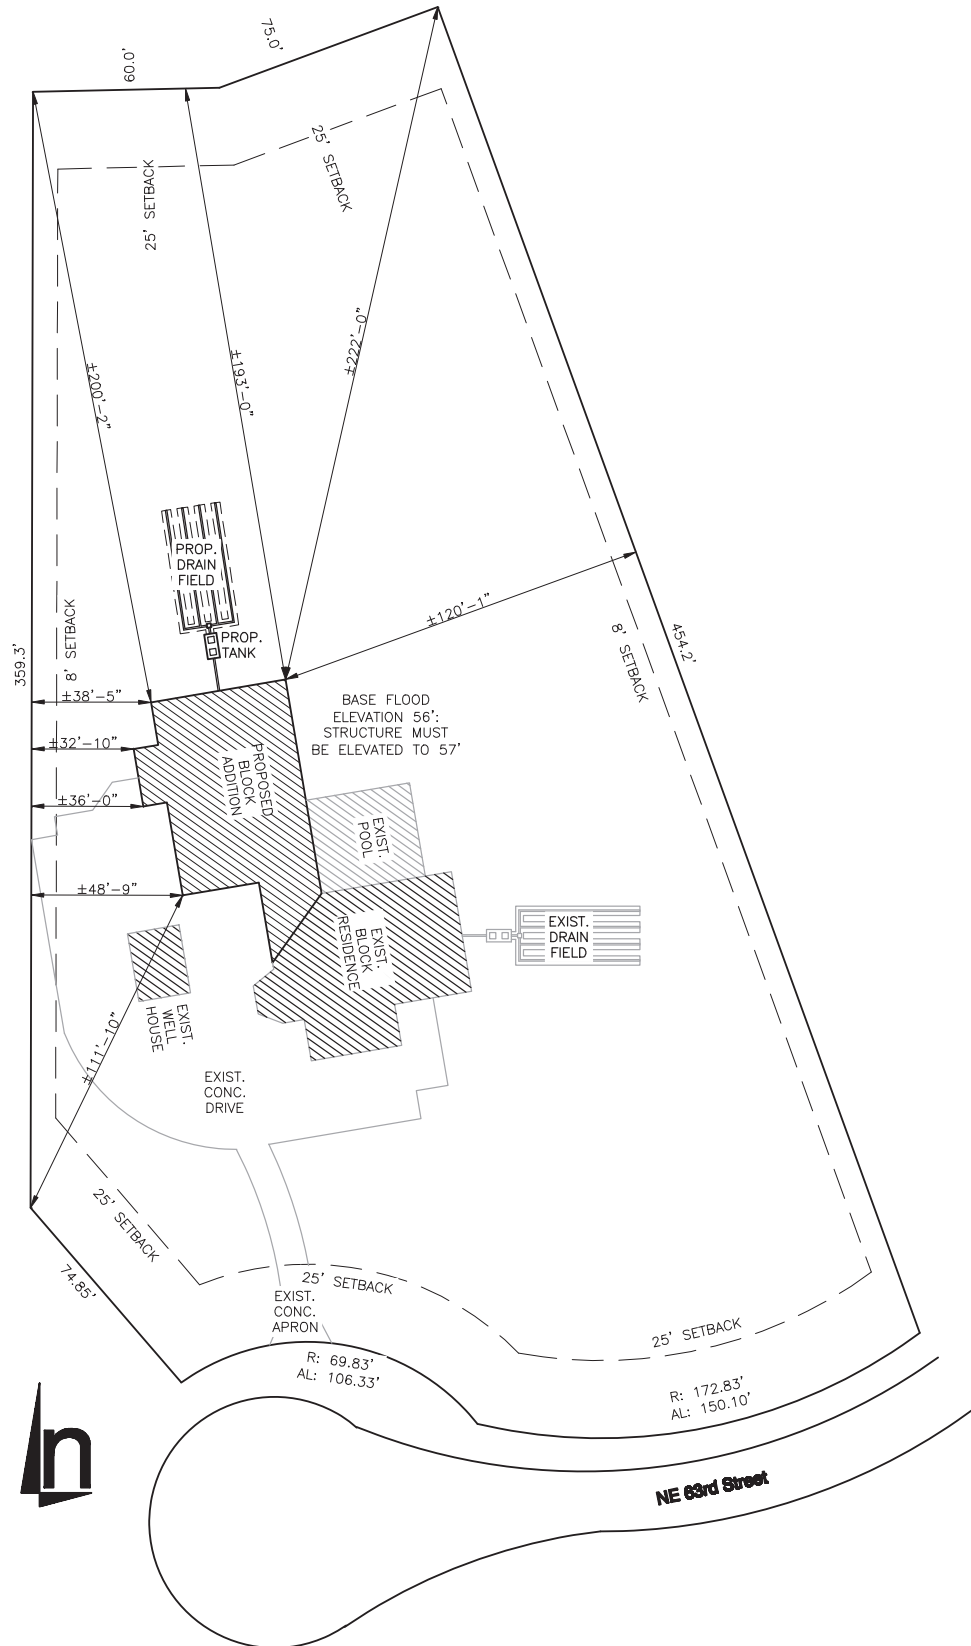 60.0'
75.0'
25' SETBACK
25' SETBACK
±200'-2"
±193'-0"
±222'-0"
PROP.
DRAIN
FIELD
PROP.
TANK
±120'-1"
359.3'
8' SETBACK
8' SETBACK
454.2'
±38'-5"
±32'-10"
±36'-0"
±48'-9"
BASE FLOOD
ELEVATION 56':
STRUCTURE MUST
BE ELEVATED TO 57'
PROPOSED
BLOCK
ADDITION
EXIST.
POOL
EXIST.
BLOCK
RESIDENCE
EXIST.
DRAIN
FIELD
EXIST.
WELL
HOUSE
±111'-10"
EXIST.
CONC.
DRIVE
25' SETBACK
74.85'
25' SETBACK
EXIST.
CONC.
APRON
25' SETBACK
R: 69.83'
AL: 106.33'
R: 172.83'
AL: 150.10'
n
NE 63rd Street